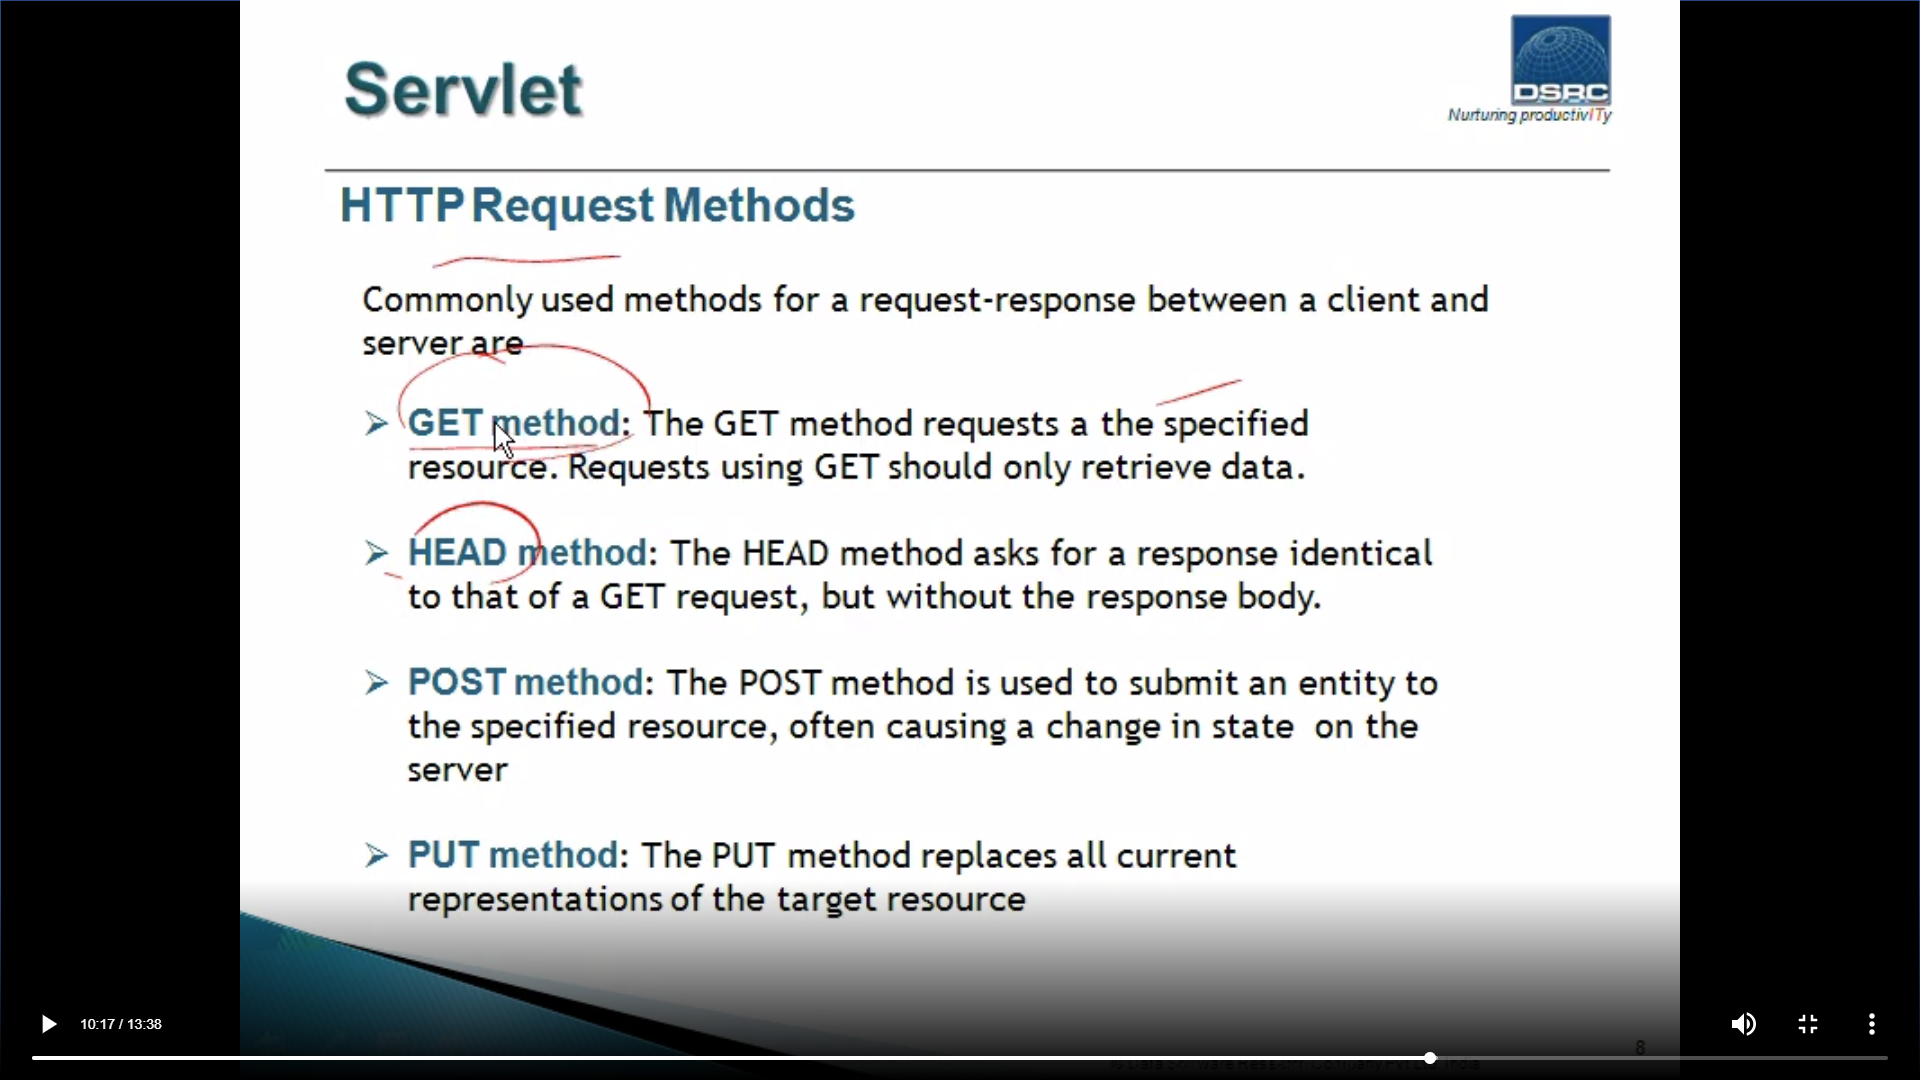 Servlet
DSRC
Nurturing productivITy
HTTP Request Methods
Commonly used methods for a request-response between a client and
server are
➢ GET method: The GET method requests a the specified
resource. Requests using GET should only retrieve data.
➢ HEAD method: The HEAD method asks for a response identical
to that of a GET request, but without the response body.
➢ POST method: The POST method is used to submit an entity to
the specified resource, often causing a change in state on the
server
➢ PUT method: The PUT method replaces all current
representations of the target resource
10:17 / 13:38
8